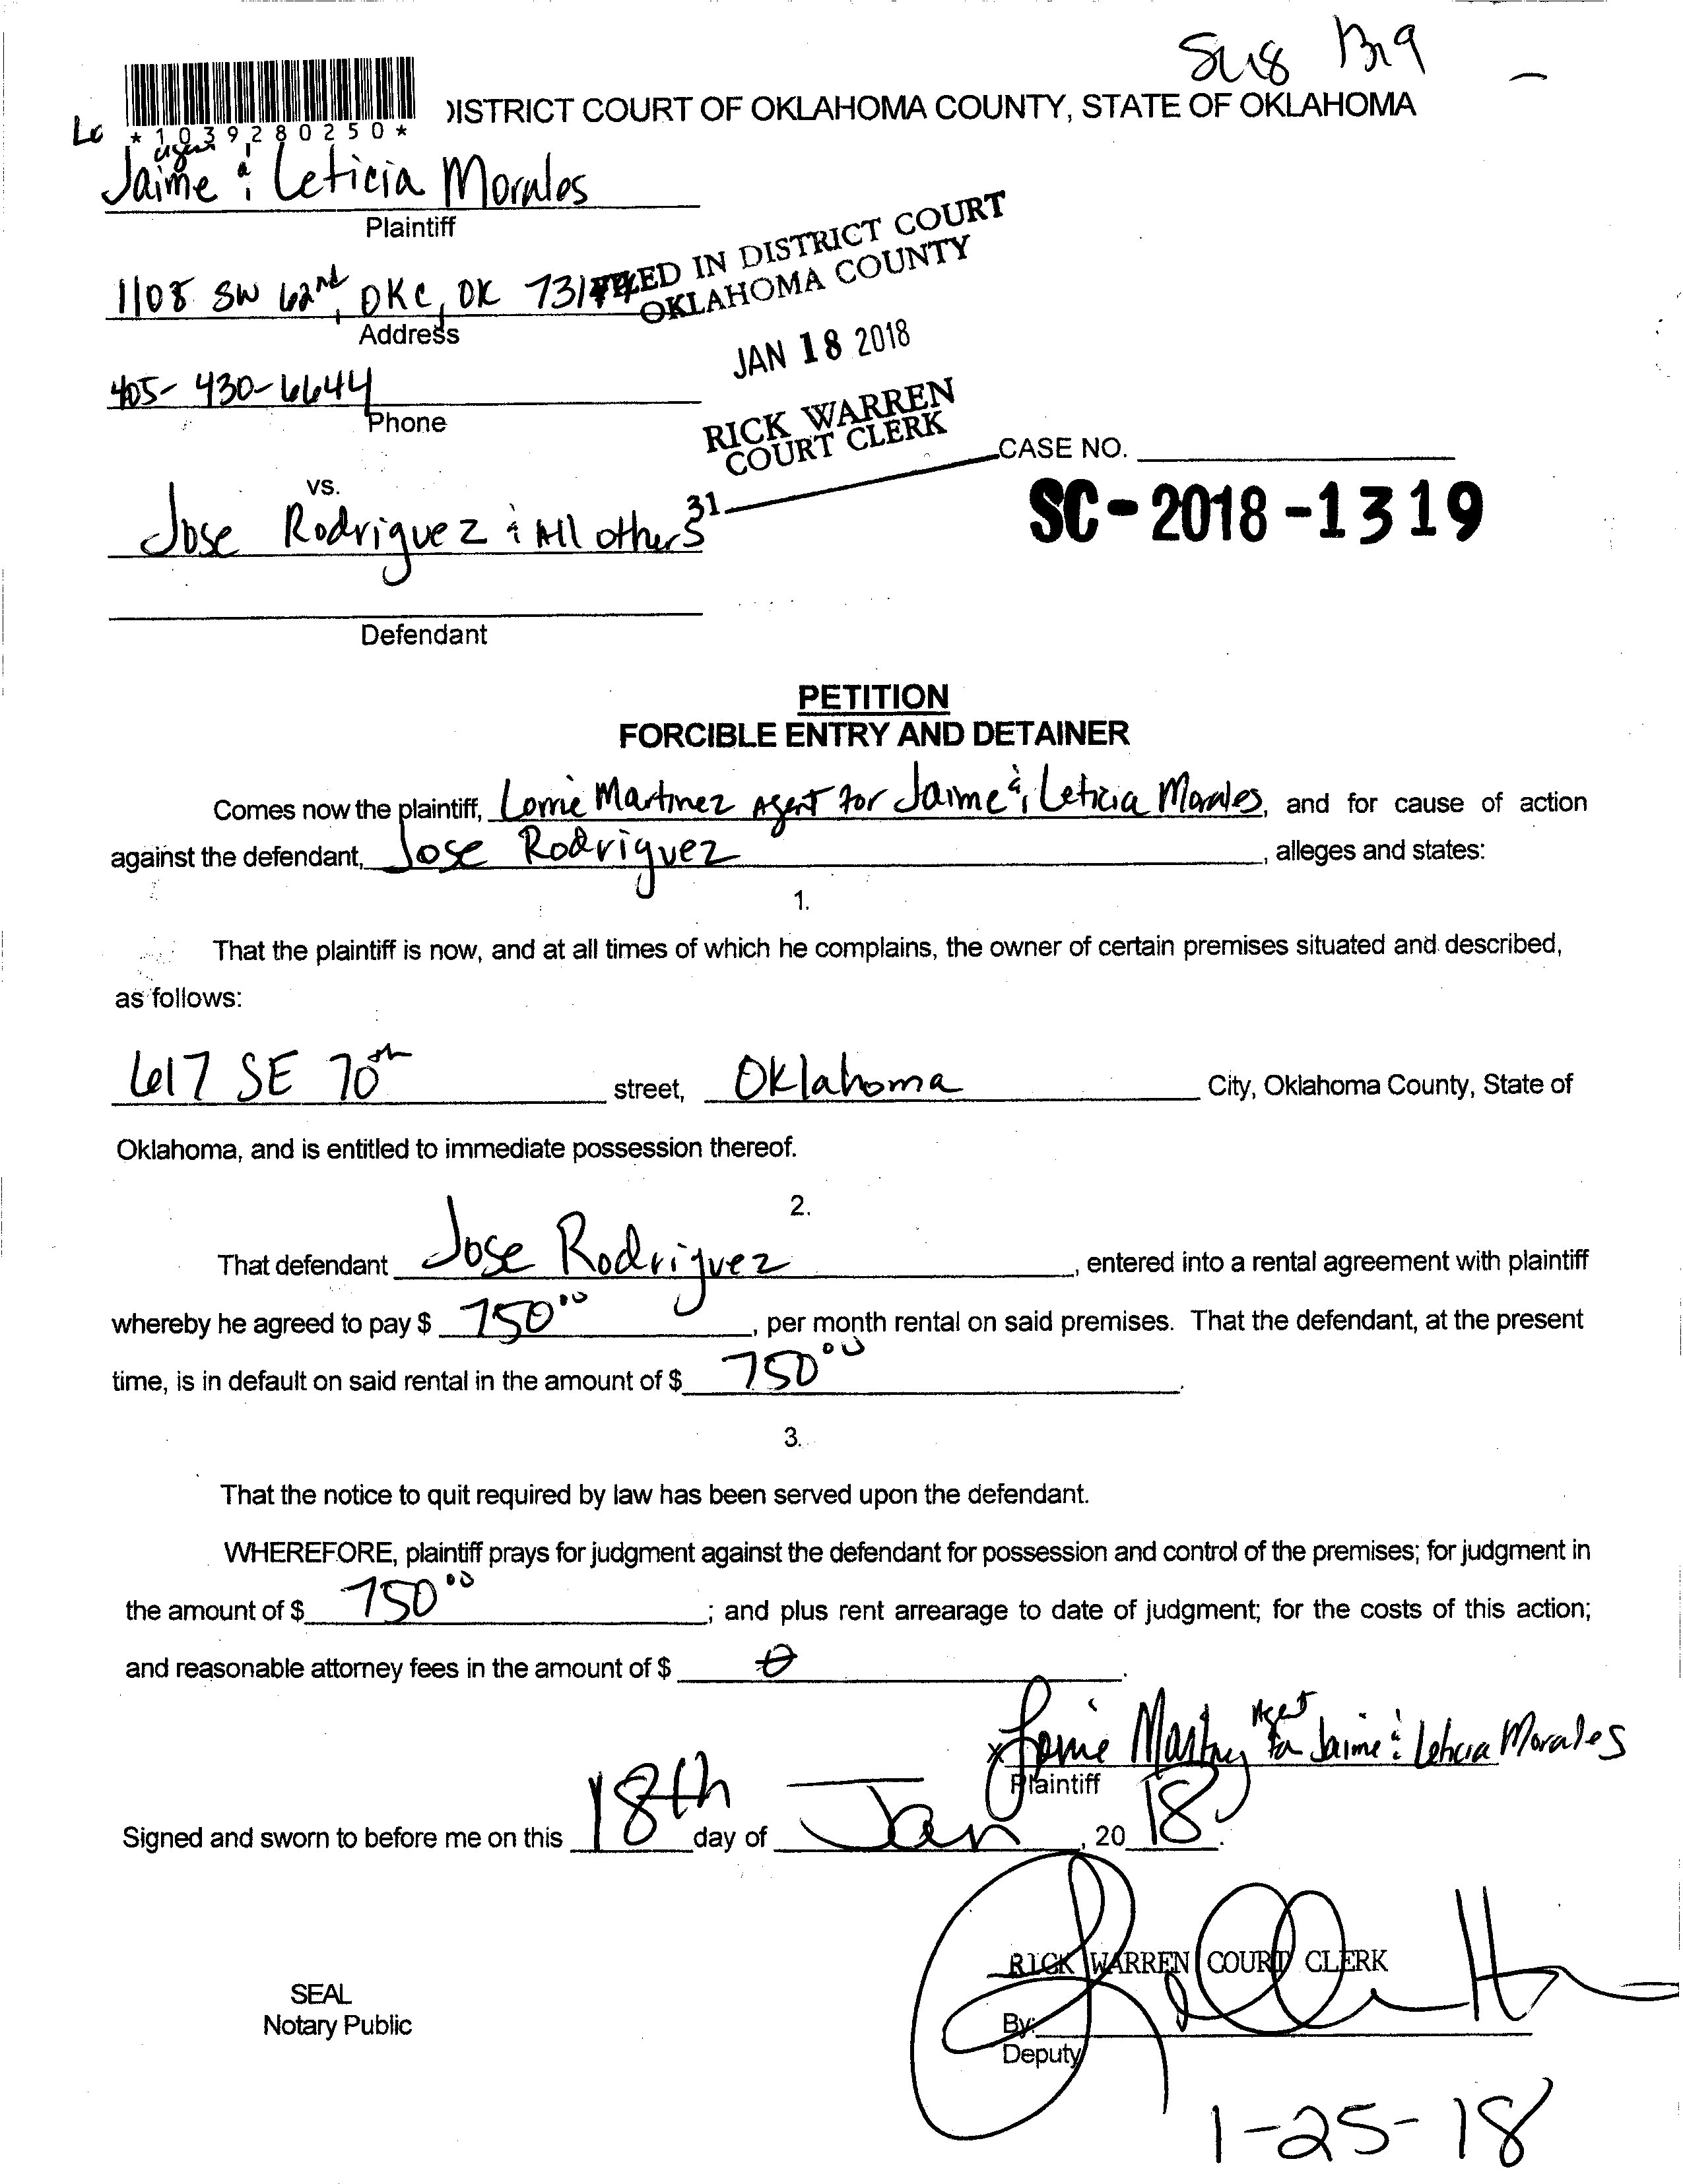 *1039280250*
DISTRICT COURT OF OKLAHOMA COUNTY, STATE OF OKLAHOMA
agent
Jaime & Leticia Morales
Plaintiff
1108 SW 62nd, OKC, OK
Address
FILED IN DISTRICT COURT
OKLAHOMA COUNTY
JAN 18 2018
RICK WARREN
COURT CLERK
31
405-430-6644
Phone
CASE NO.
SC-2018-1319
vs.
Jose Rodriguez & All others
Defendant
PETITION
FORCIBLE ENTRY AND DETAINER
Comes now the plaintiff, Lorrie Martinez Agent for Jaime & Leticia Morales, and for cause of action
against the defendant, Jose Rodriguez, alleges and states:
1.
That the plaintiff is now, and at all times of which he complains, the owner of certain premises situated and described,
as follows:
617 SE 70th street, Oklahoma City, Oklahoma County, State of
Oklahoma, and is entitled to immediate possession thereof.
2.
That defendant Jose Rodriguez, entered into a rental agreement with plaintiff
whereby he agreed to pay $ 750.00, per month rental on said premises. That the defendant, at the present
time, is in default on said rental in the amount of $ 750.00.
3.
That the notice to quit required by law has been served upon the defendant.
WHEREFORE, plaintiff prays for judgment against the defendant for possession and control of the premises; for judgment in
the amount of $ 750.00; and plus rent arrearage to date of judgment; for the costs of this action;
and reasonable attorney fees in the amount of $ 0.
x Lorrie Martinez Agent for Jaime & Leticia Morales
Plaintiff
Signed and sworn to before me on this 18th day of Jan, 2018.
RICK WARREN COURT CLERK
SEAL
Notary Public
By:
Deputy
1-25-18